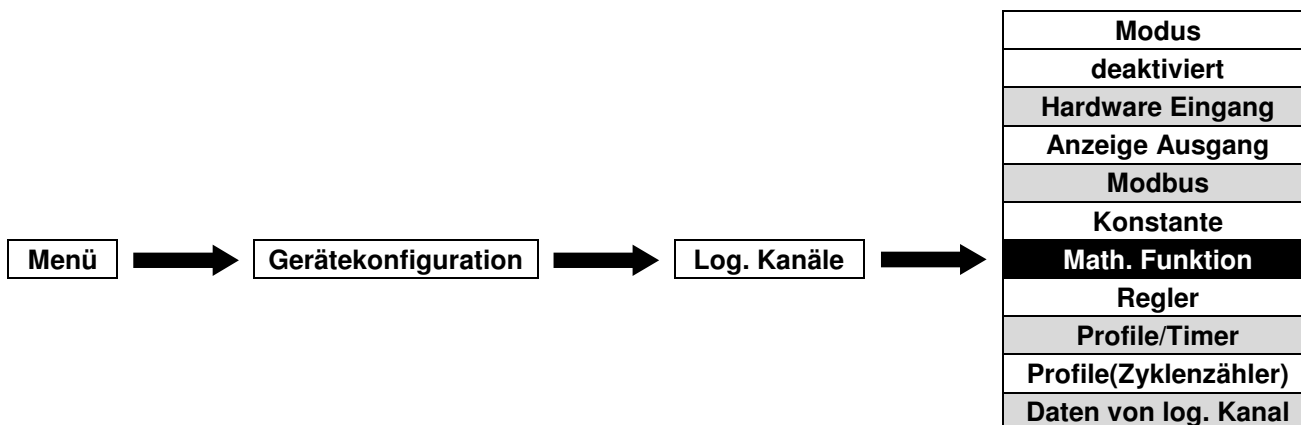 Modus
deaktiviert
Hardware Eingang
Anzeige Ausgang
Modbus
Konstante
Menü Gerätekonfiguration Log. Kanäle Math. Funktion
Regler
Profile/Timer
Profile(Zyklenzähler)
Daten von log. Kanal